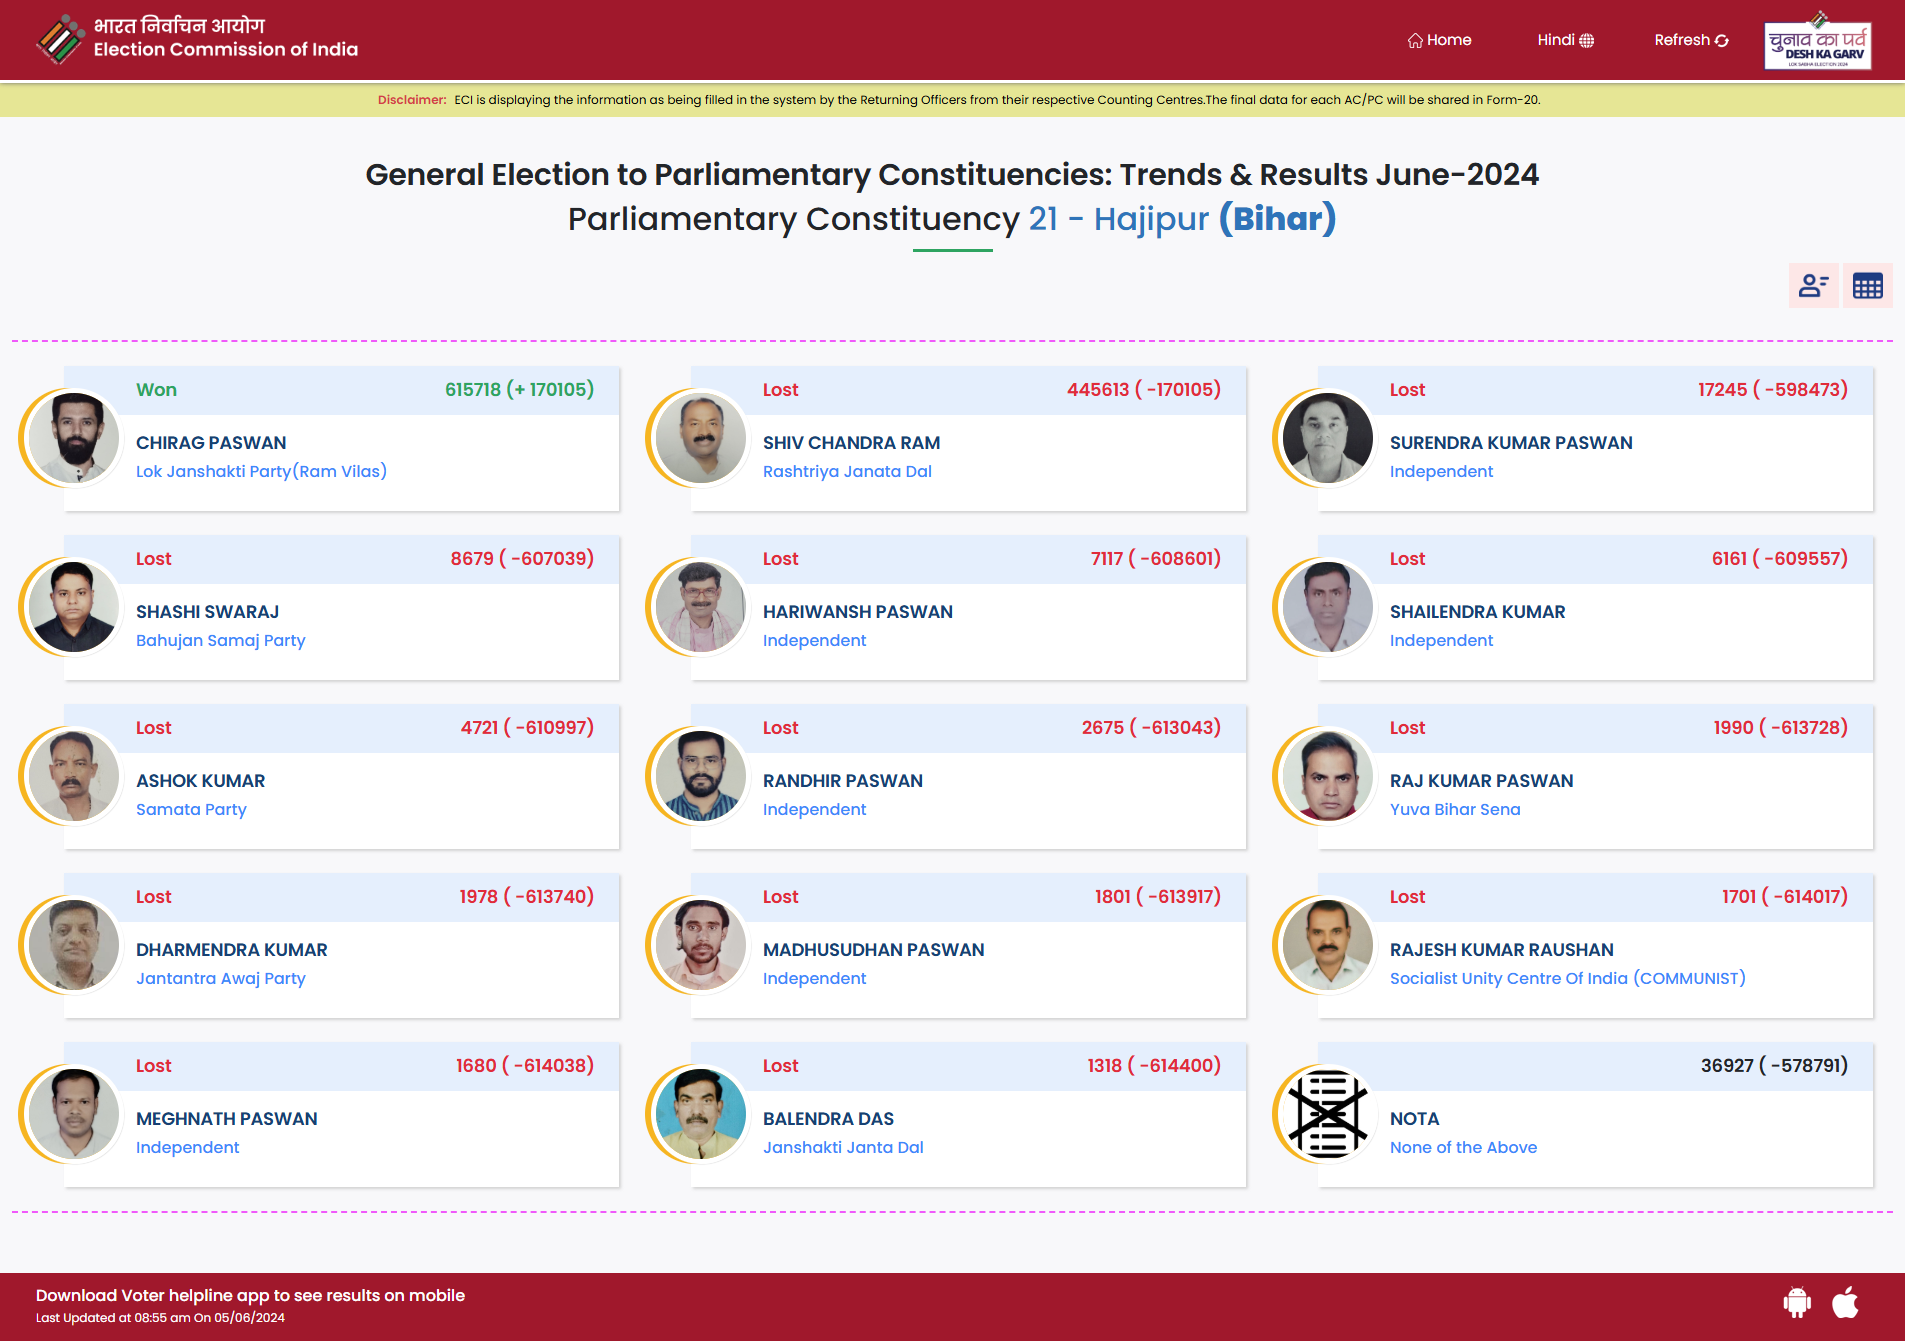 भारत निर्वाचन आयोग
Election Commission of India
Home
Hindi
Refresh
चुनाव का पर्व
DESH KA GARV
LOK SABHA ELECTION 2024
Disclaimer: ECI is displaying the information as being filled in the system by the Returning Officers from their respective Counting Centres.The final data for each AC/PC will be shared in Form-20.
General Election to Parliamentary Constituencies: Trends & Results June-2024
Parliamentary Constituency 21 - Hajipur (Bihar)
Won 615718 (+ 170105)
CHIRAG PASWAN
Lok Janshakti Party(Ram Vilas)
Lost 445613 ( -170105)
SHIV CHANDRA RAM
Rashtriya Janata Dal
Lost 17245 ( -598473)
SURENDRA KUMAR PASWAN
Independent
Lost 8679 ( -607039)
SHASHI SWARAJ
Bahujan Samaj Party
Lost 7117 ( -608601)
HARIWANSH PASWAN
Independent
Lost 6161 ( -609557)
SHAILENDRA KUMAR
Independent
Lost 4721 ( -610997)
ASHOK KUMAR
Samata Party
Lost 2675 ( -613043)
RANDHIR PASWAN
Independent
Lost 1990 ( -613728)
RAJ KUMAR PASWAN
Yuva Bihar Sena
Lost 1978 ( -613740)
DHARMENDRA KUMAR
Jantantra Awaj Party
Lost 1801 ( -613917)
MADHUSUDHAN PASWAN
Independent
Lost 1701 ( -614017)
RAJESH KUMAR RAUSHAN
Socialist Unity Centre Of India (COMMUNIST)
Lost 1680 ( -614038)
MEGHNATH PASWAN
Independent
Lost 1318 ( -614400)
BALENDRA DAS
Janshakti Janta Dal
36927 ( -578791)
NOTA
None of the Above
Download Voter helpline app to see results on mobile
Last Updated at 08:55 am On 05/06/2024